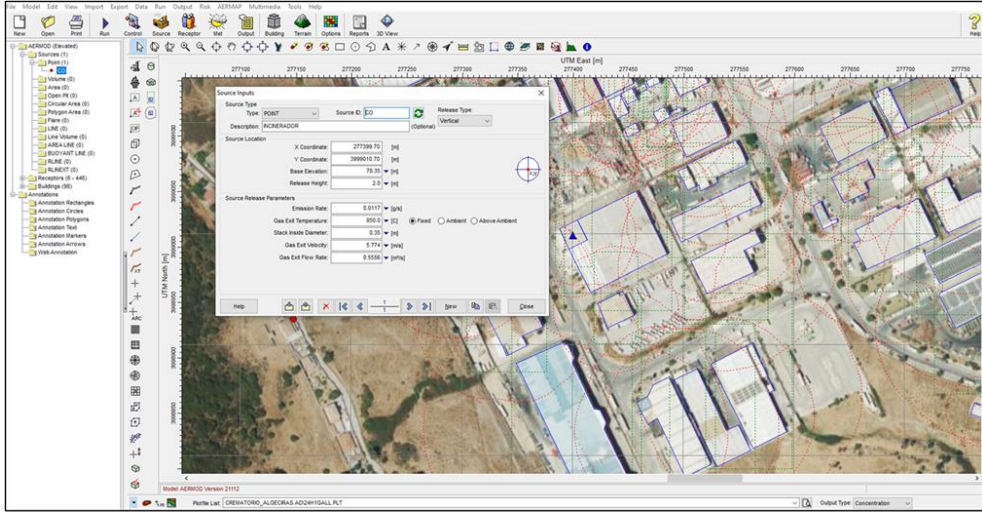 File Model Edit View Import Export Data Run Output Risk AERMAP Multimedia Tools Help
New Open Print Run Control Source Receptor Met Output Building Terrain Options Reports 3D View Help
AERMOD (Elevated)
Sources (1)
Point (1)
CO
Volume (0)
Area (0)
Open Pit (0)
Circular Area (0)
Polygon Area (0)
Flare (0)
LINE (0)
Line Volume (0)
AREA LINE (0)
BUOYANT LINE (0)
RLINE (0)
RLINEXT (0)
Receptors (6 - 446)
Buildings (98)
Annotations
Annotation Rectangles
Annotation Circles
Annotation Polygons
Annotation Text
Annotation Markers
Annotation Arrows
Web Annotation
ARC
UTM East [m]
277100 277150 277200 277250 277300 277350 277400 277450 277500 277550 277600 277650 277700 277750
UTM North [m]
Source Inputs
Source Type
Type: POINT Source ID: CO Release Type:
Vertical
Description: INCINERADOR (Optional)
Source Location
X Coordinate: 277399.70 [m]
Y Coordinate: 3999010.70 [m]
Base Elevation: 78.35 [m]
Release Height: 2.0 [m]
Source Release Parameters
Emission Rate: 0.0117 [g/s]
Gas Exit Temperature: 850.0 [C] Fixed Ambient Above Ambient
Stack Inside Diameter: 0.35 [m]
Gas Exit Velocity: 5.774 [m/s]
Gas Exit Flow Rate: 0.5556 [m³/s]
Help 1 1 New Close
Model: AERMOD Version 21112
Plotfile List: CREMATORIO_ALGECIRAS.AD\24H1GALL.PLT Output Type: Concentration